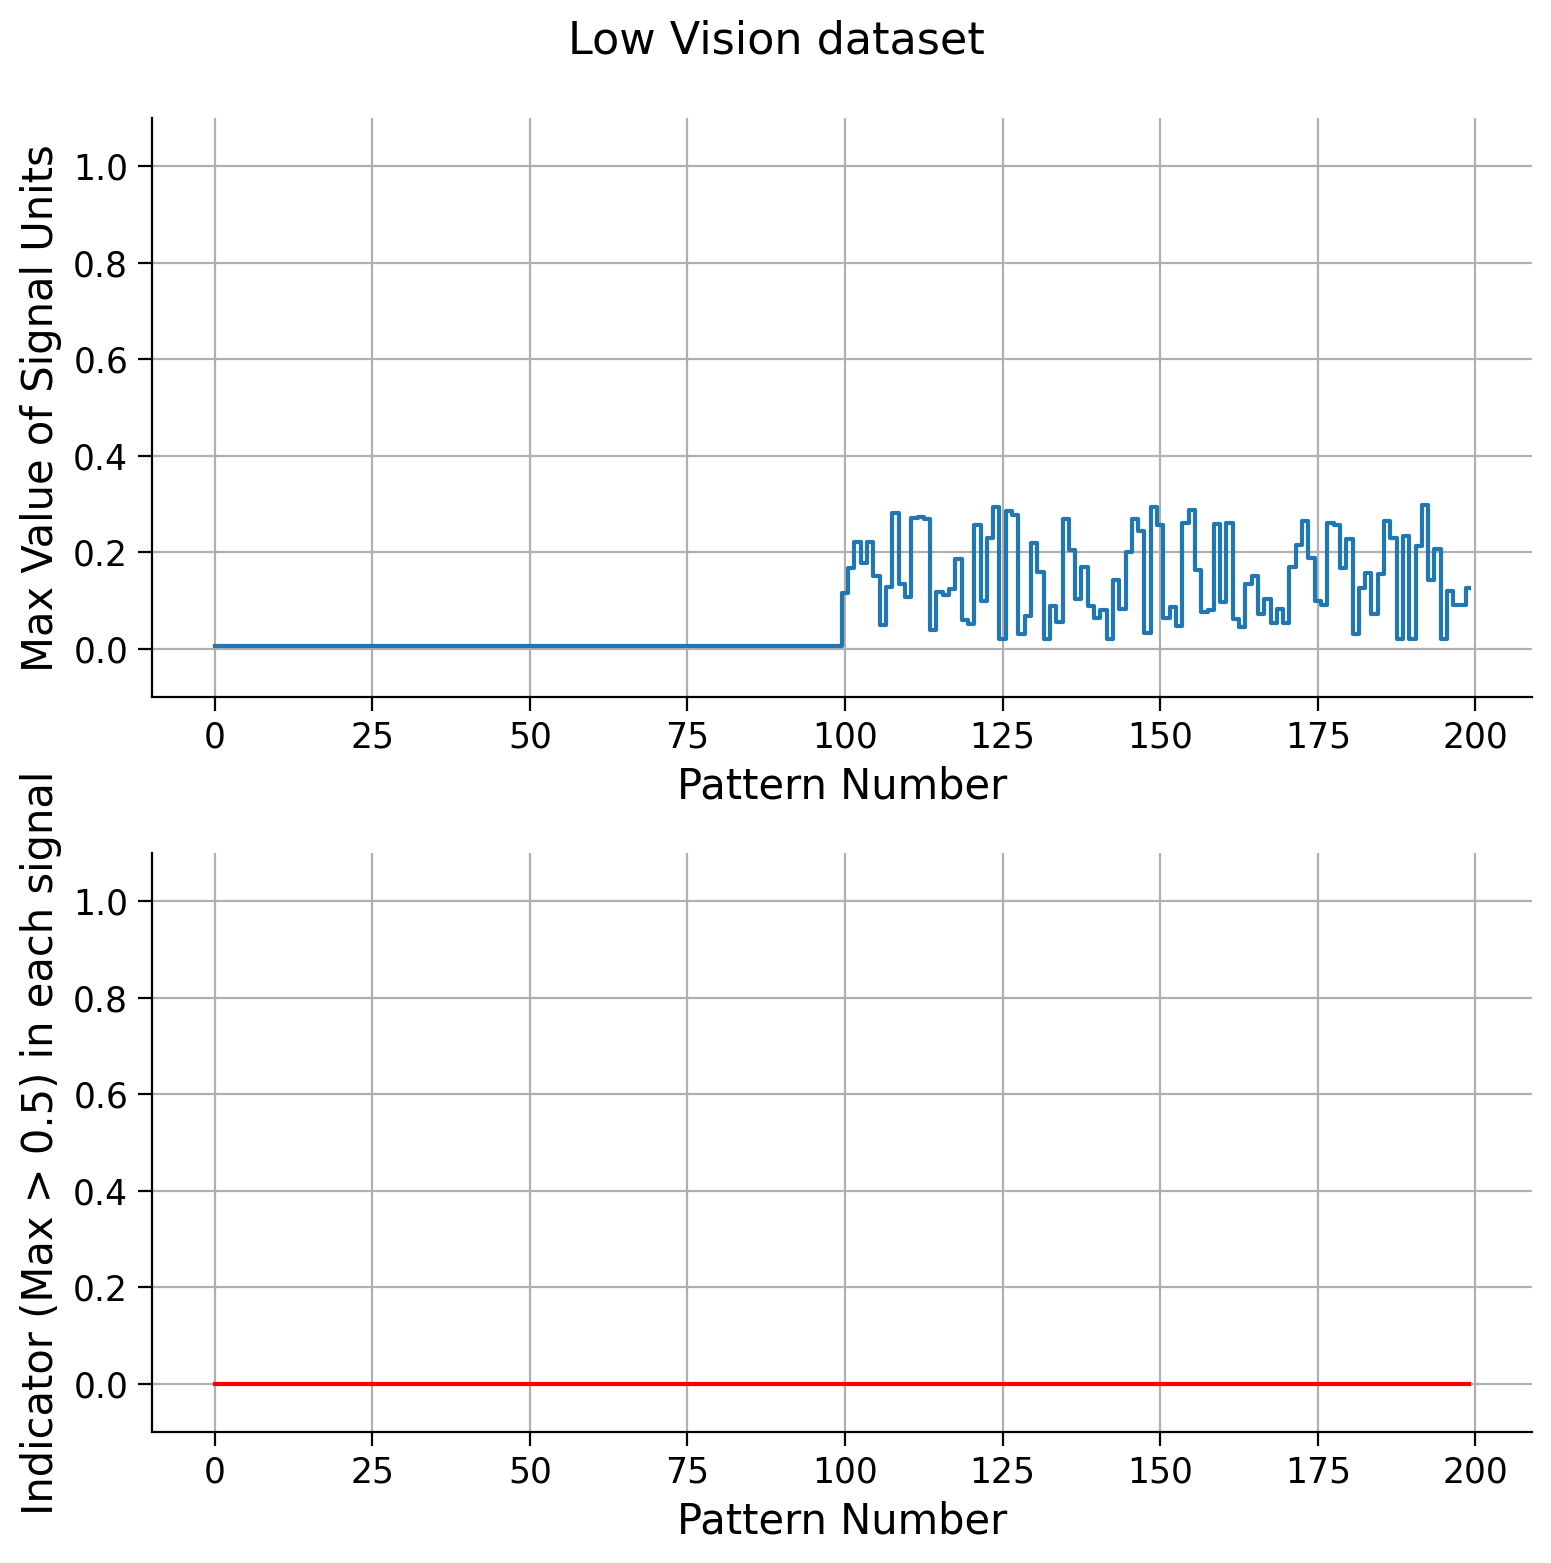 Low Vision dataset
Max Value of Signal Units
1.0
0.8
0.6
0.4
0.2
0.0
0 25 50 75 100 125 150 175 200
Pattern Number
Indicator (Max > 0.5) in each signal
1.0
0.8
0.6
0.4
0.2
0.0
0 25 50 75 100 125 150 175 200
Pattern Number